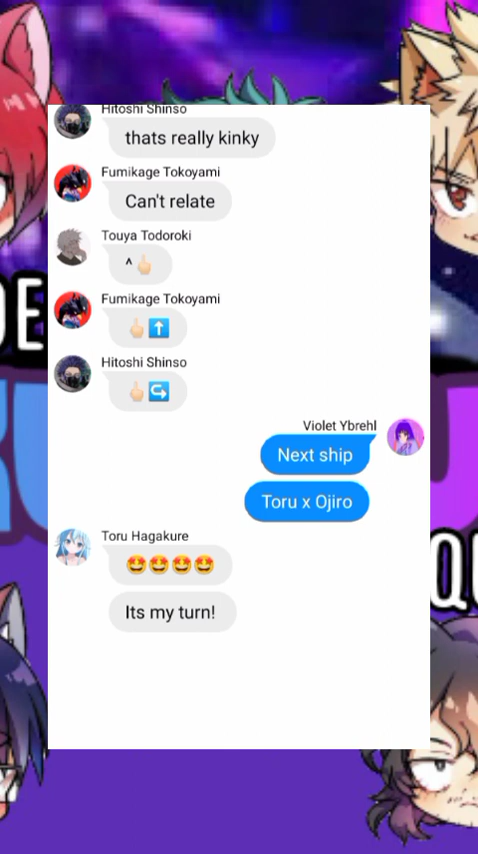 Hitoshi Shinso
thats really kinky
Fumikage Tokoyami
Can't relate
Touya Todoroki
^🖕🏻
Fumikage Tokoyami
🖕🏻⬆️
Hitoshi Shinso
🖕🏻↪️
Violet Ybrehl
Next ship
Toru x Ojiro
Toru Hagakure
🤩🤩🤩🤩
Its my turn!